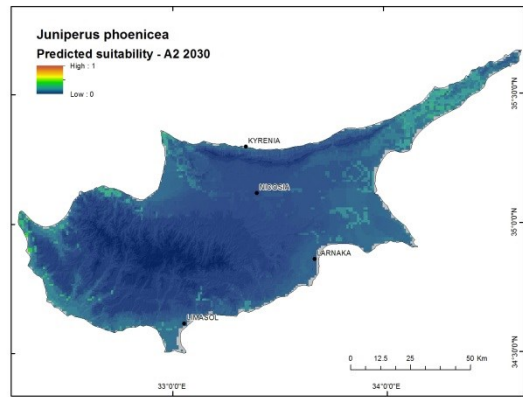 Juniperus phoenicea
Predicted suitability - A2 2030
High : 1
Low : 0
KYRENIA
NICOSIA
LARNAKA
LIMASOL
35°30'0"N
35°0'0"N
34°30'0"N
0 12.5 25 50 Km
33°0'0"E
34°0'0"E